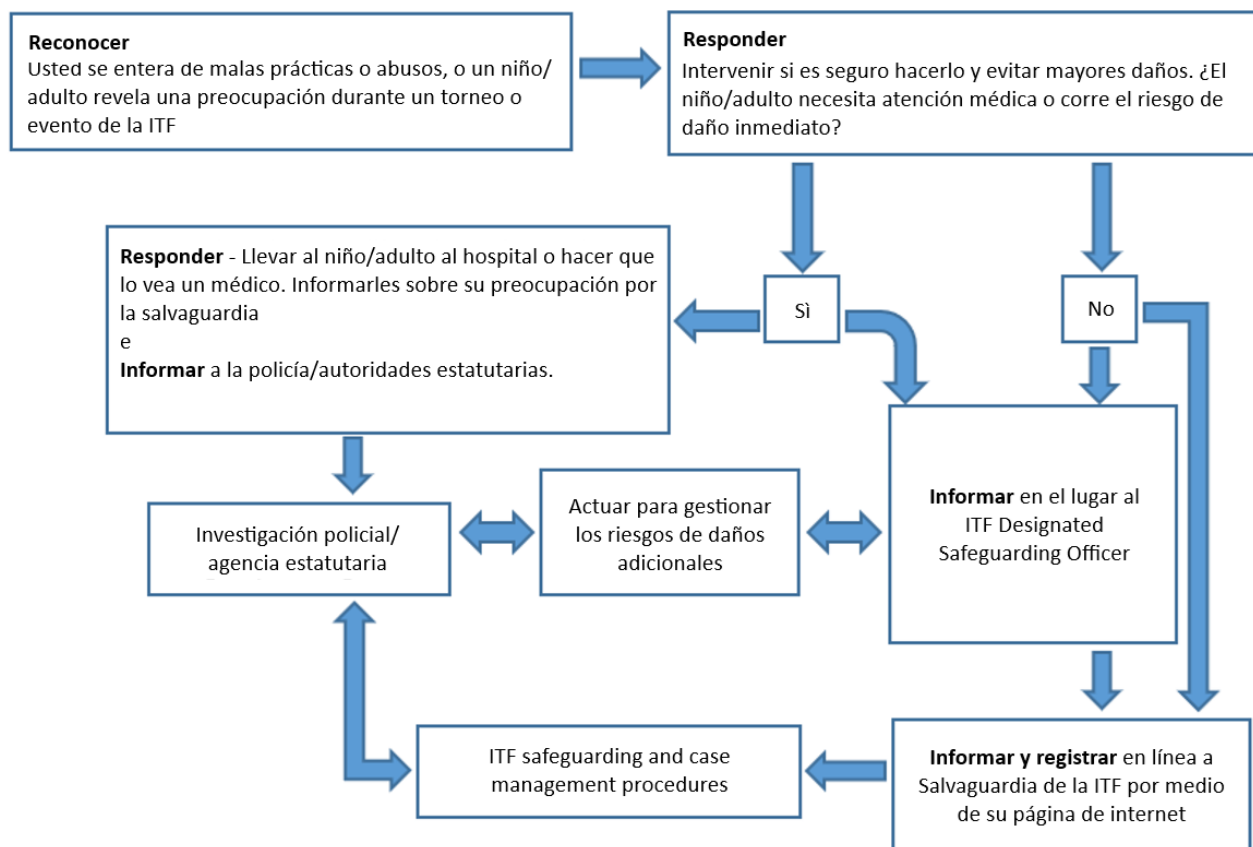 Reconocer
Usted se entera de malas prácticas o abusos, o un niño/
adulto revela una preocupación durante un torneo o
evento de la ITF
Responder
Intervenir si es seguro hacerlo y evitar mayores daños. ¿El
niño/adulto necesita atención médica o corre el riesgo de
daño inmediato?
Responder - Llevar al niño/adulto al hospital o hacer que
lo vea un médico. Informarles sobre su preocupación por
la salvaguardia
e
Informar a la policía/autoridades estatutarias.
Sì
No
Investigación policial/
agencia estatutaria
Actuar para gestionar
los riesgos de daños
adicionales
Informar en el lugar al
ITF Designated
Safeguarding Officer
ITF safeguarding and case
management procedures
Informar y registrar en línea a
Salvaguardia de la ITF por medio
de su página de internet